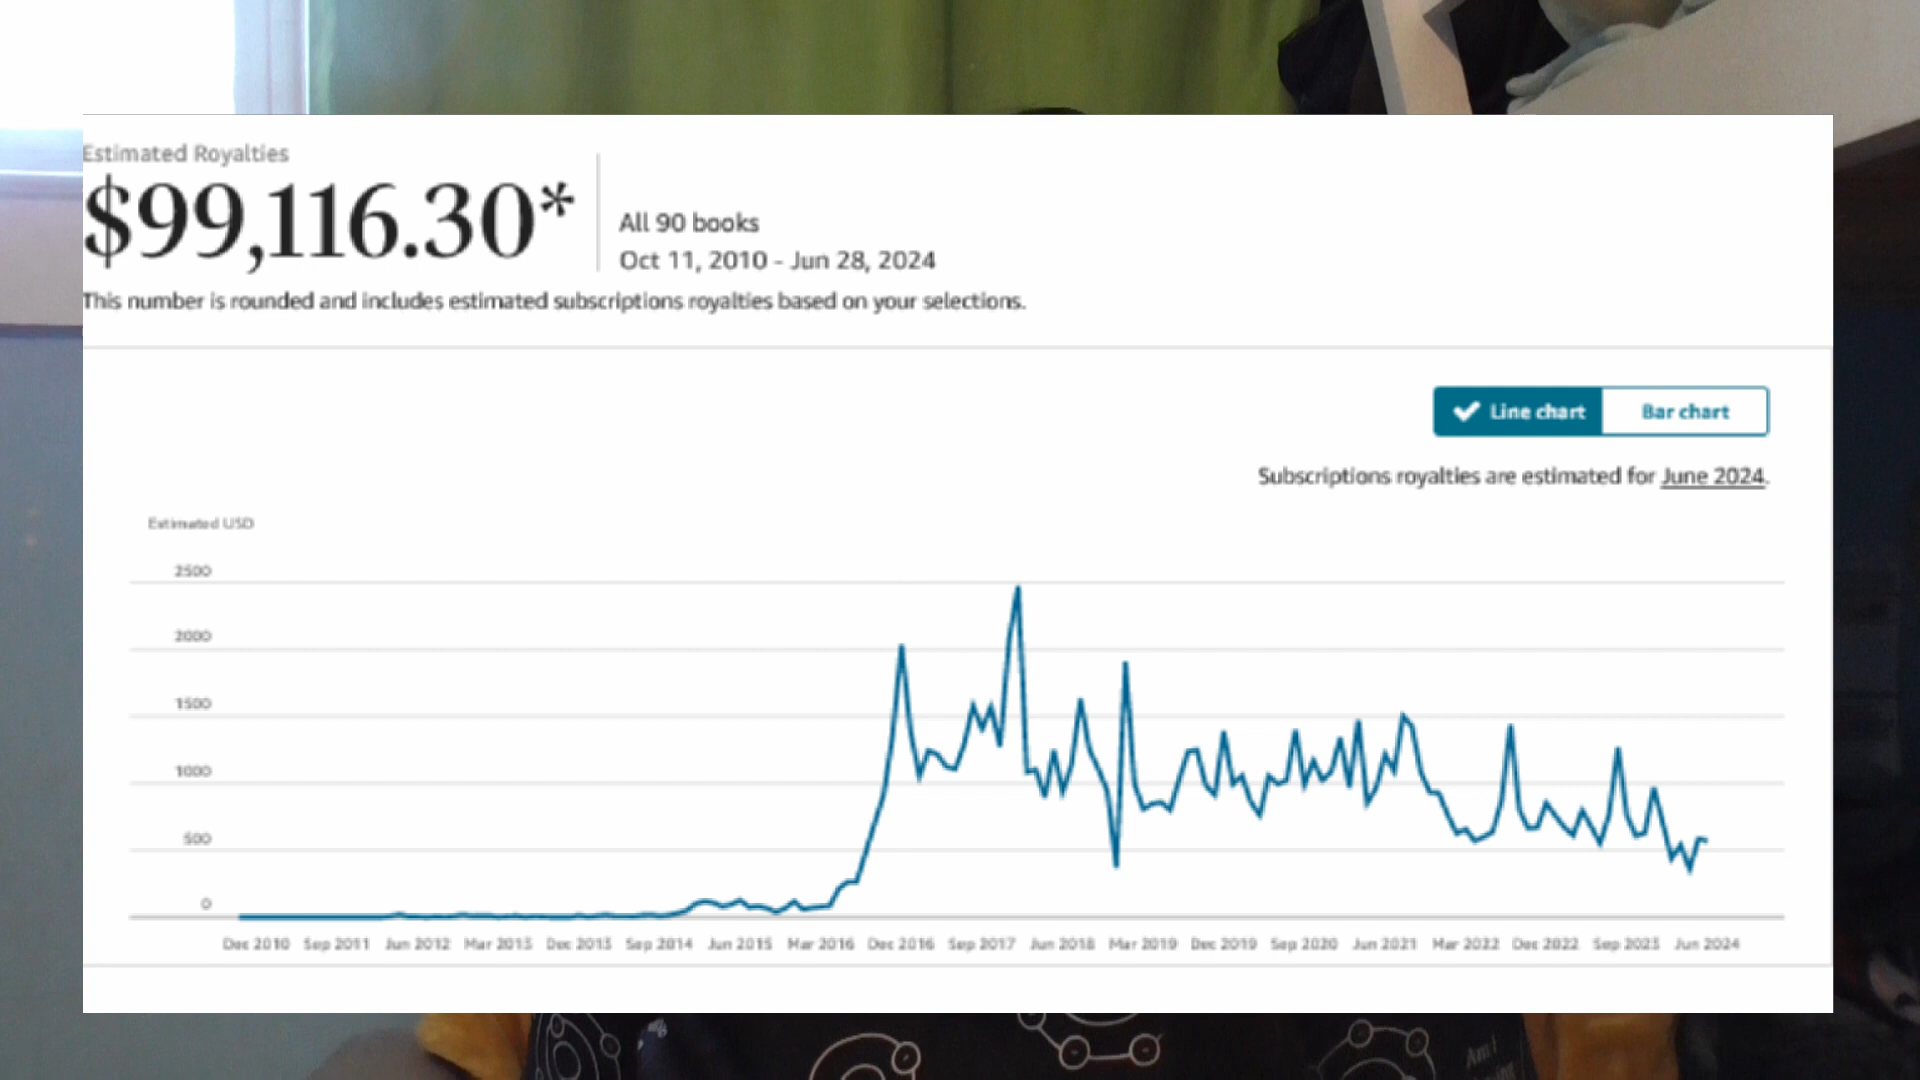 Estimated Royalties
$99,116.30*
All 90 books
Oct 11, 2010 - Jun 28, 2024
This number is rounded and includes estimated subscriptions royalties based on your selections.
Line chart
Bar chart
Subscriptions royalties are estimated for June 2024.
Estimated USD
2500
2000
1500
1000
500
0
Dec 2010 Sep 2011 Jun 2012 Mar 2013 Dec 2013 Sep 2014 Jun 2015 Mar 2016 Dec 2016 Sep 2017 Jun 2018 Mar 2019 Dec 2019 Sep 2020 Jun 2021 Mar 2022 Dec 2022 Sep 2023 Jun 2024